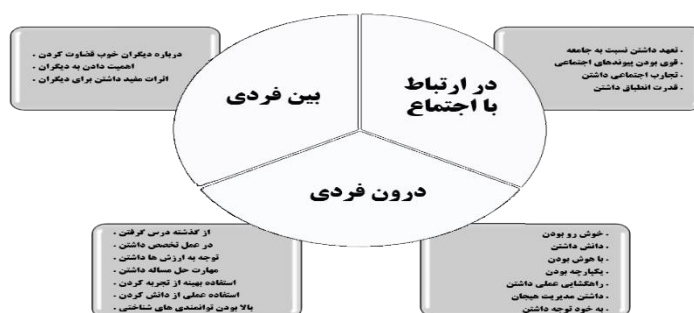 در ارتباط
با اجتماع
تعهد داشتن نسبت به جامعه
قوی بودن پیوندهای اجتماعی
تجارب اجتماعی داشتن
قدرت انطباق داشتن
بین فردی
درباره دیگران خوب قضاوت کردن
اهمیت دادن به دیگران
اثرات مفید داشتن برای دیگران
درون فردی
خوش رو بودن
دانش داشتن
با هوش بودن
یکپارچه بودن
راهگشایی عملی داشتن
داشتن مدیریت هیجان
به خود توجه داشتن
از گذشته درس گرفتن
در عمل تخصص داشتن
توجه به ارزش ها داشتن
مهارت حل مساله داشتن
استفاده بهینه از تجربه کردن
استفاده عملی از دانش کردن
بالا بودن توانمندی های شناختی